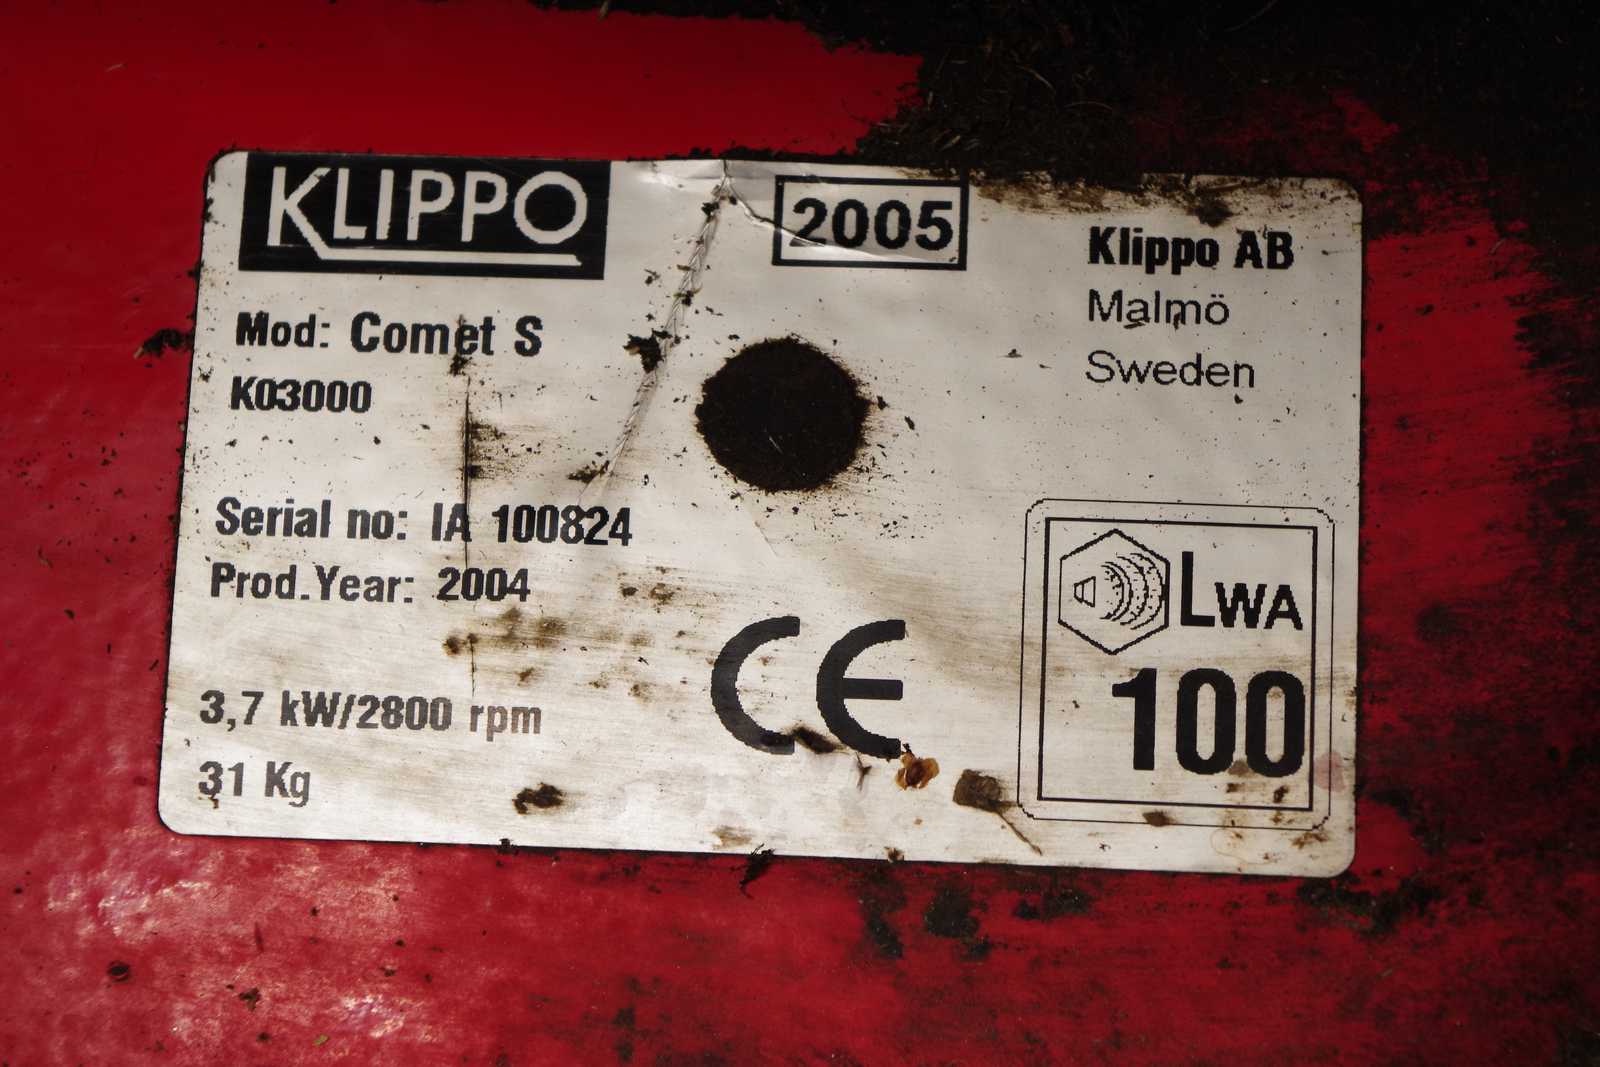 KLIPPO
2005
Klippo AB
Malmö
Sweden
Mod: Comet S
K03000
Serial no: IA 100824
Prod.Year: 2004
3,7 kW/2800 rpm
31 Kg
CE
LWA
100